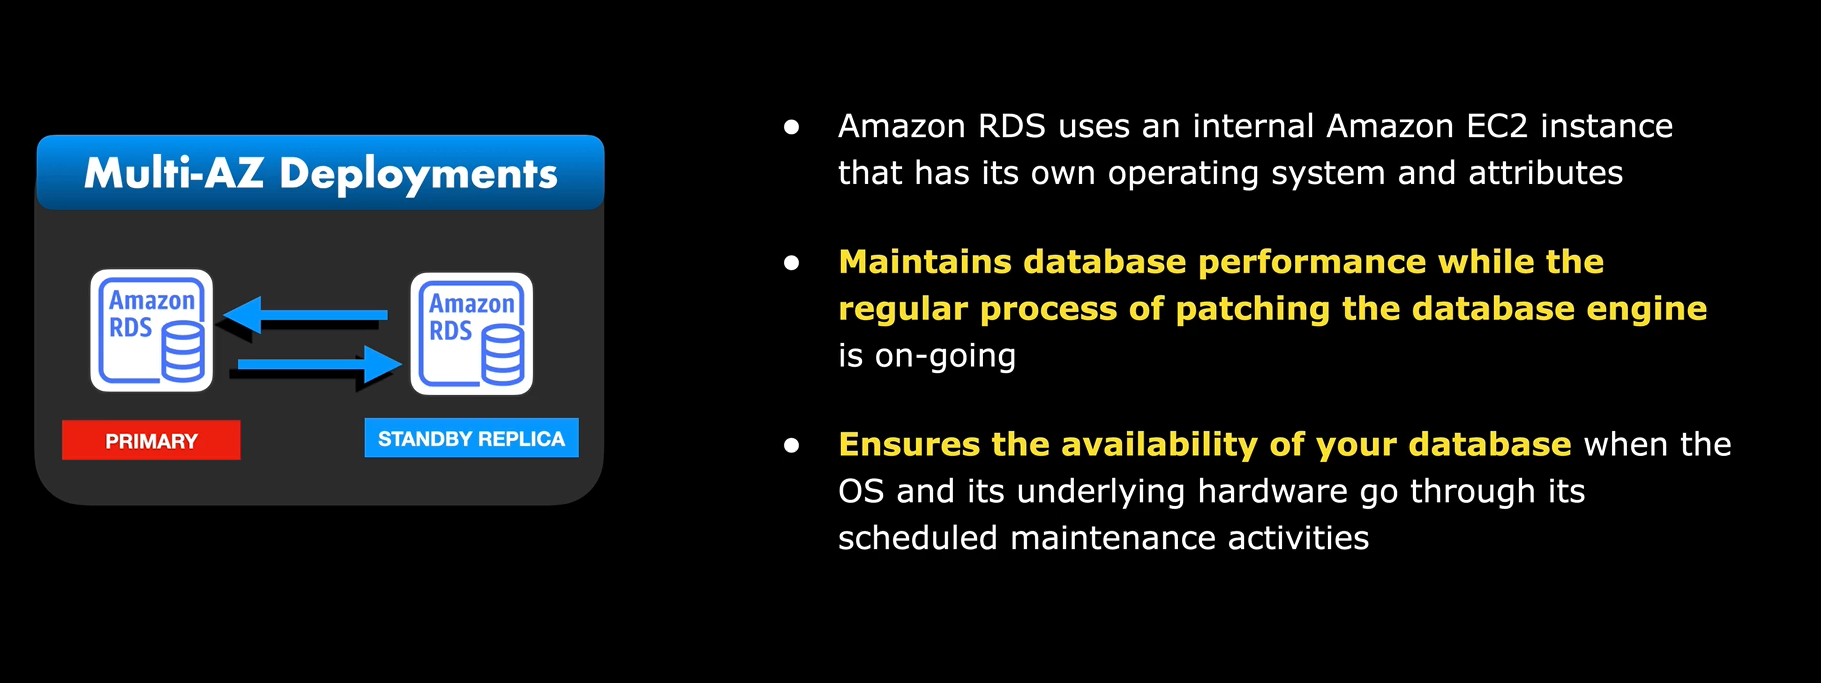 Multi-AZ Deployments
Amazon
RDS
Amazon
RDS
PRIMARY
STANDBY REPLICA
● Amazon RDS uses an internal Amazon EC2 instance
that has its own operating system and attributes
● Maintains database performance while the
regular process of patching the database engine
is on-going
● Ensures the availability of your database when the
OS and its underlying hardware go through its
scheduled maintenance activities